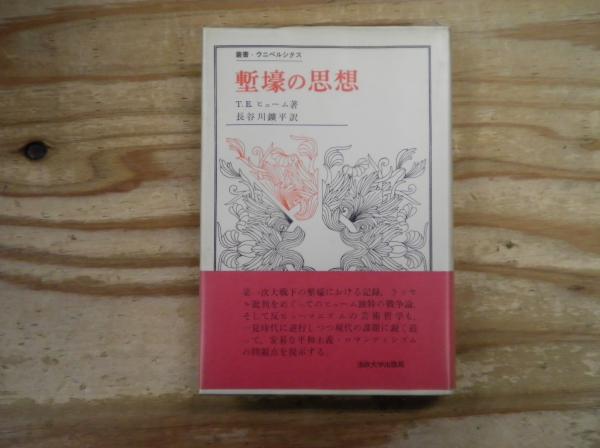 叢書・ウニベルシタス
塹壕の思想
T. E. ヒューム著
長谷川鑛平訳
第一次大戦下の塹壕における記録、ラッセ
ル批判をめぐってのヒューム独特の戦争論、
そして反ヒューマニズムの芸術哲学も、
一見時代に逆行しつつ現代の課題に鋭く迫
って、安易な平和主義・ロマンティシズム
の問題点を提示する。
法政大学出版局